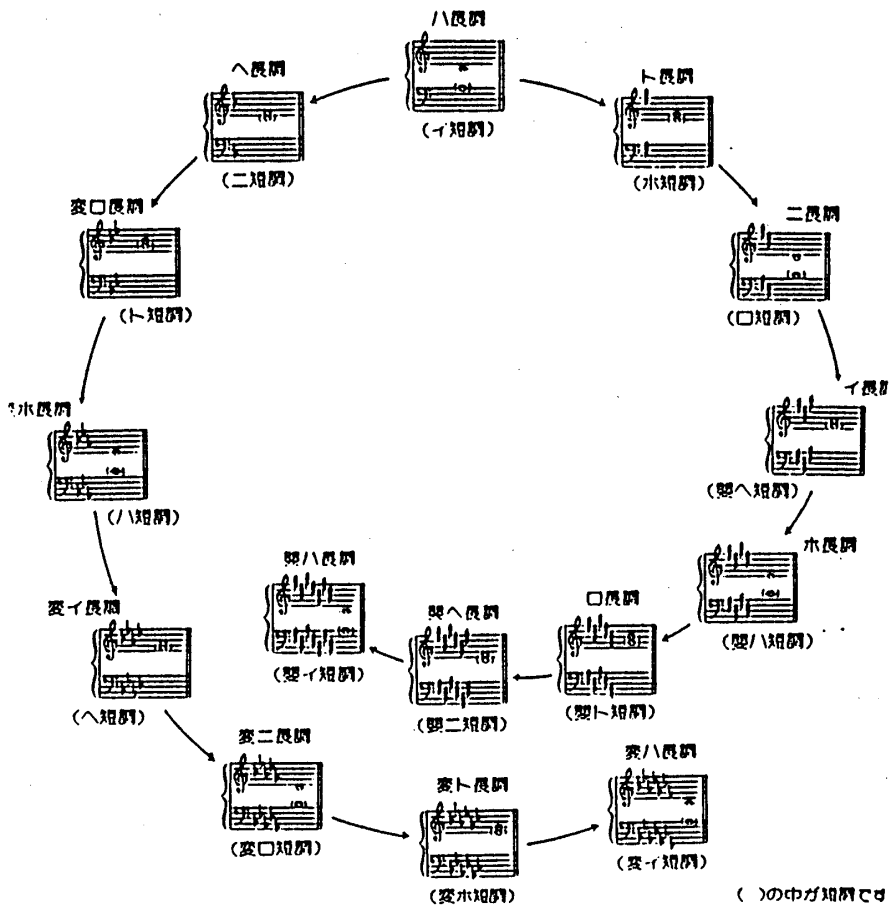 ハ長調
(イ短調)
ヘ長調
(ニ短調)
ト長調
(ホ短調)
変ロ長調
(ト短調)
ニ長調
(ロ短調)
ホ長調
(ハ短調)
イ長調
(嬰ヘ短調)
変イ長調
(ヘ短調)
嬰ハ長調
(嬰イ短調)
嬰ヘ長調
(嬰ニ短調)
ロ長調
(嬰ト短調)
ホ長調
(嬰ハ短調)
変ニ長調
(変ロ短調)
変ト長調
(変ホ短調)
変ハ長調
(変イ短調)
( )の中が短調です